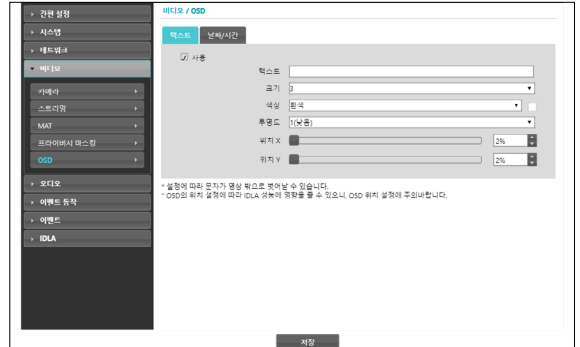 간편 설정
시스템
네트워크
비디오
카메라
스트리밍
MAT
프라이버시 마스킹
OSD
오디오
이벤트 동작
이벤트
IDLA
비디오 / OSD
텍스트 날짜/시간
사용
텍스트
크기 3
색상 흰색
투명도 1(낮음)
위치 X 2%
위치 Y 2%
* 설정에 따라 문자가 영상 밖으로 벗어날 수 있습니다.
* OSD의 위치 설정에 따라 IDLA 성능에 영향을 줄 수 있으니, OSD 위치 설정에 주의바랍니다.
저장